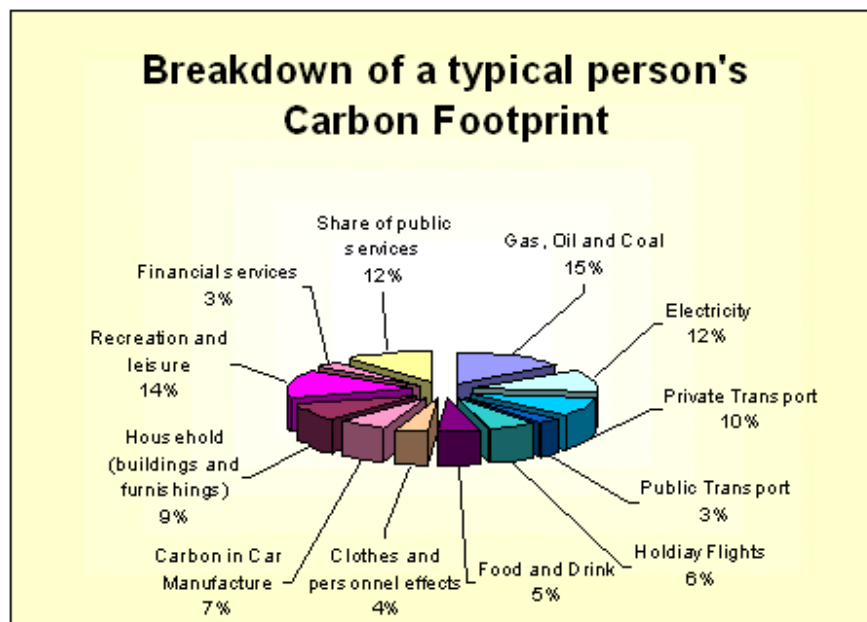 Breakdown of a typical person's
Carbon Footprint
Share of public
services
12%
Gas, Oil and Coal
15%
Financial services
3%
Electricity
12%
Recreation and
leisure
14%
Private Transport
10%
Household
(buildings and
furnishings)
9%
Public Transport
3%
Carbon in Car
Manufacture
7%
Clothes and
personnel effects
4%
Food and Drink
5%
Holdiay Flights
6%